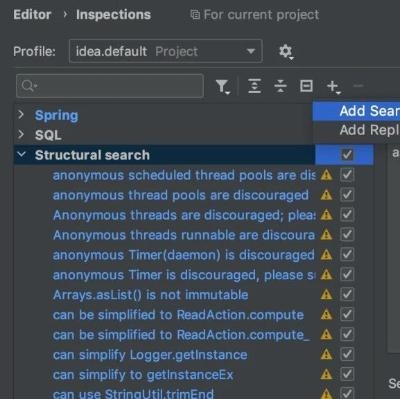 Editor › Inspections For current project
Profile: idea.default Project
Add Sear
Add Repl
Spring
SQL
Structural search
anonymous scheduled thread pools are dis
anonymous thread pools are discouraged
Anonymous threads are discouraged; pleas
Anonymous threads runnable are discoura
anonymous Timer(daemon) is discouraged
anonymous Timer is discouraged, please su
Arrays.asList() is not immutable
can be simplified to ReadAction.compute
can be simplified to ReadAction.compute_
can simplify Logger.getInstance
can simplify to getInstanceEx
can use StringUtil.trimEnd
Se